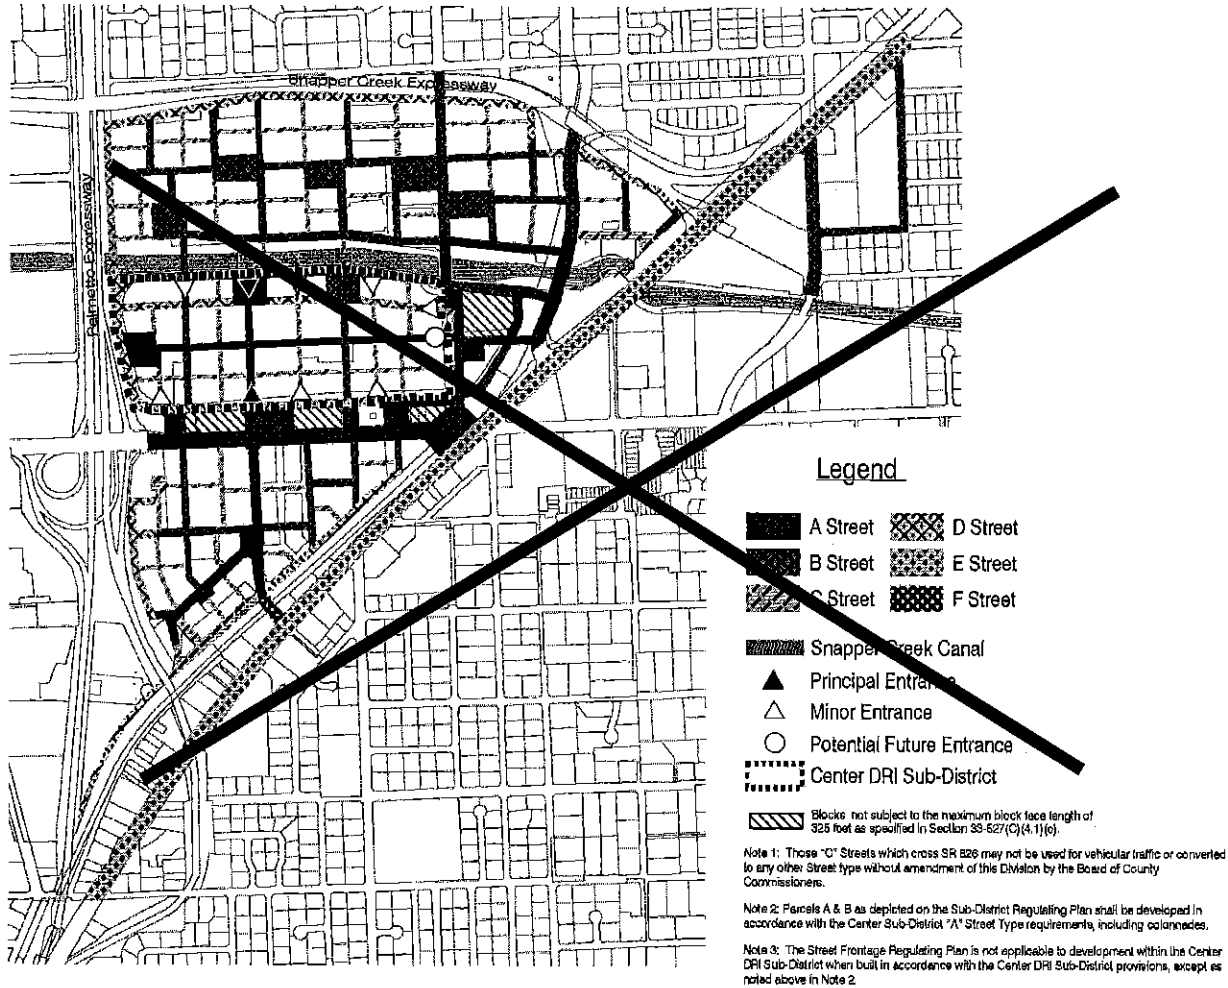 Snapper Creek Expressway
Palmetto Expressway
Legend
A Street
D Street
B Street
E Street
C Street
F Street
Snapper Creek Canal
Principal Entrance
Minor Entrance
Potential Future Entrance
Center DRI Sub-District
Blocks not subject to the maximum block face length of
325 feet as specified in Section 33-527(C)(4.1)(c).
Note 1: Those "C" Streets which cross SR 826 may not be used for vehicular traffic or converted
to any other Street type without amendment of this Division by the Board of County
Commissioners.
Note 2: Parcels A & B as depicted on the Sub-District Regulating Plan shall be developed in
accordance with the Center Sub-District "A" Street Type requirements, including colonnades.
Note 3: The Street Frontage Regulating Plan is not applicable to development within the Center
DRI Sub-District when built in accordance with the Center DRI Sub-District provisions, except as
noted above in Note 2